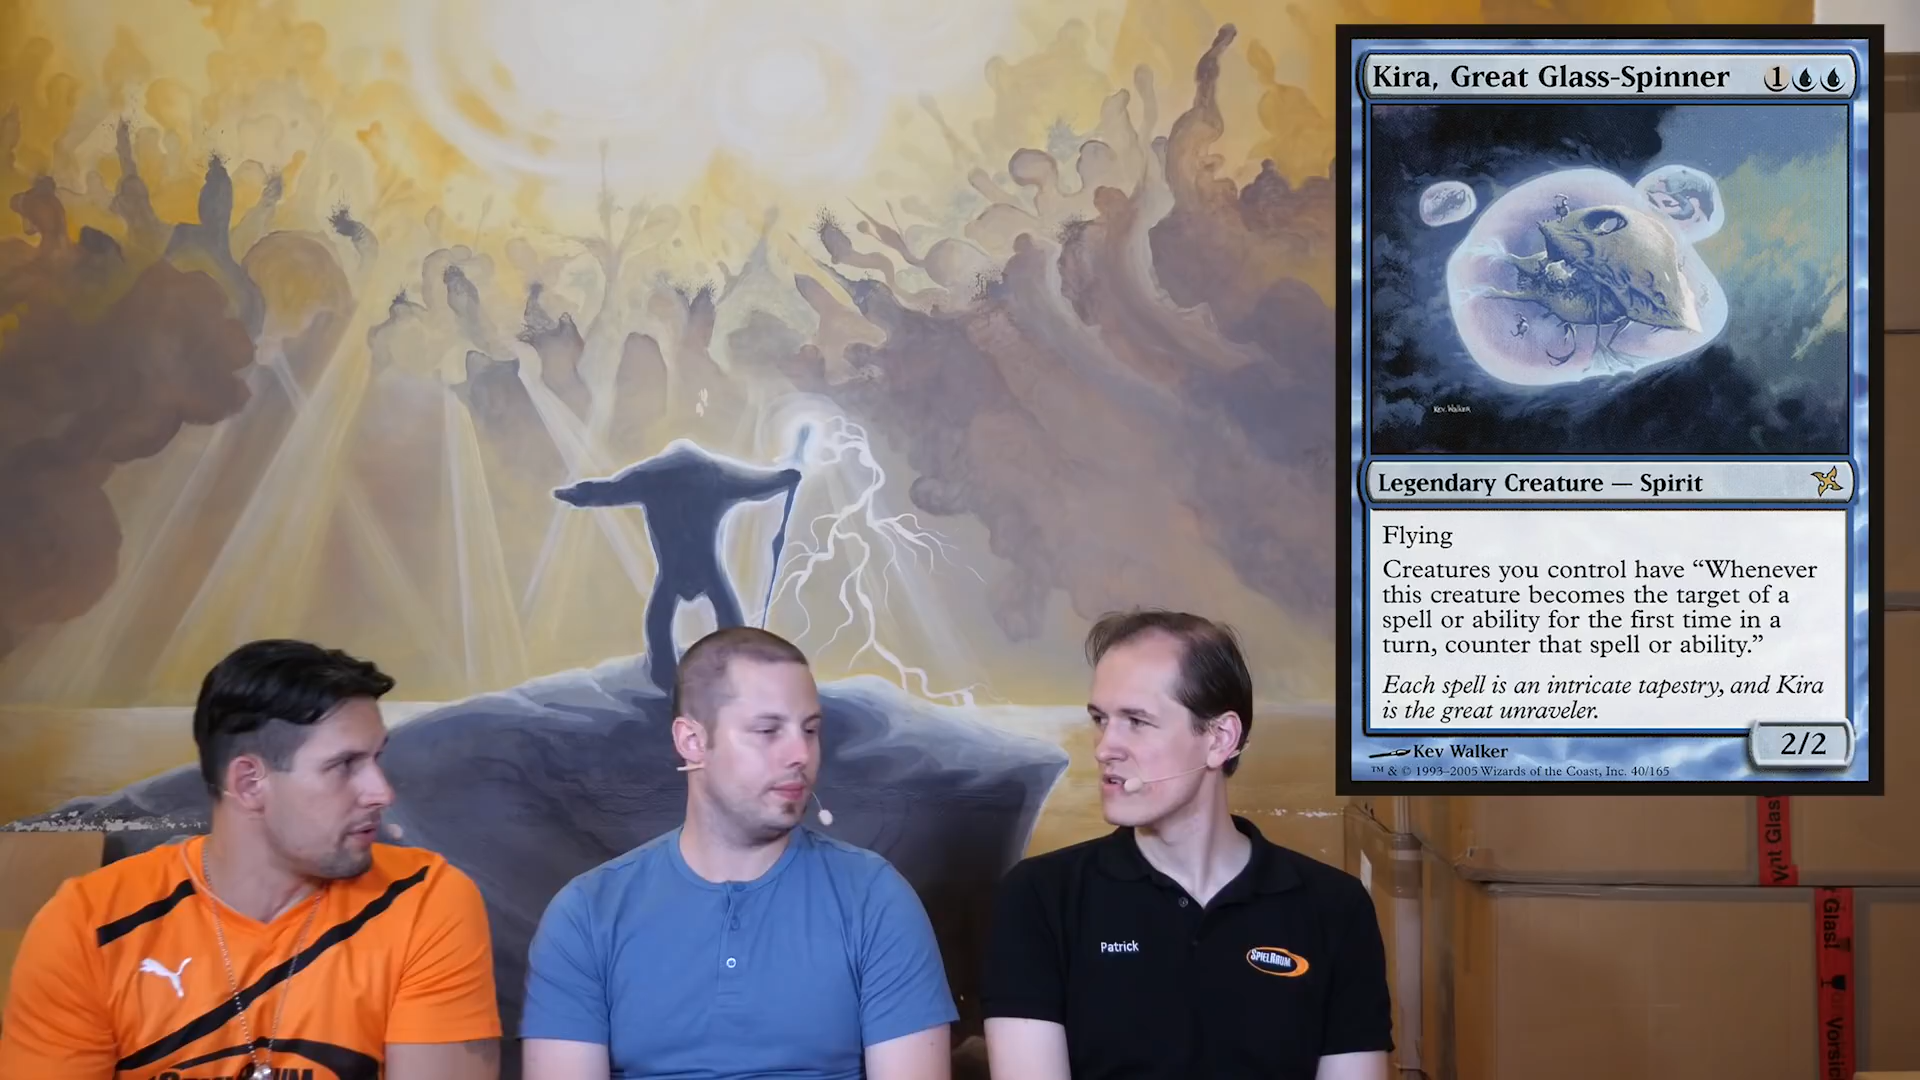 Kira, Great Glass-Spinner 1
Kev. Walker
Legendary Creature — Spirit
Flying
Creatures you control have “Whenever
this creature becomes the target of a
spell or ability for the first time in a
turn, counter that spell or ability.”
Each spell is an intricate tapestry, and Kira
is the great unraveler.
2/2
Kev Walker
™ & © 1993–2005 Wizards of the Coast, Inc. 40/165
Patrick
SPIELRAUM
Glas!